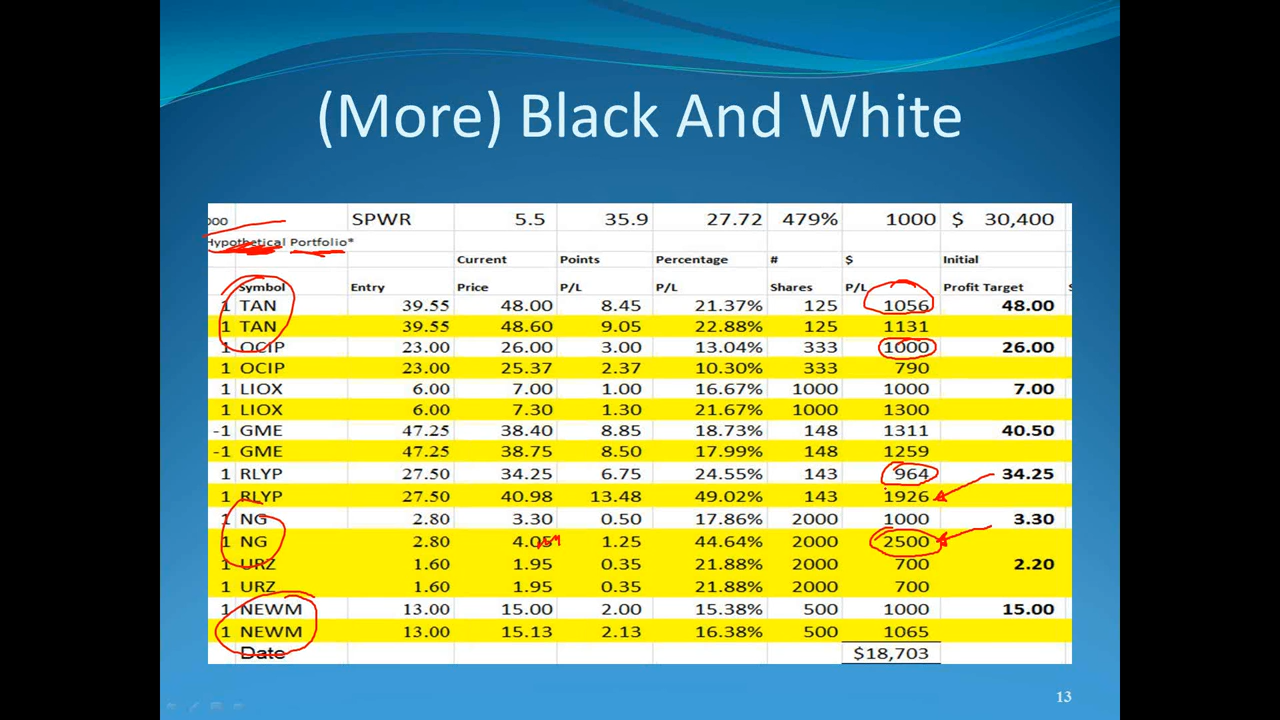 (More) Black And White
SPWR 5.5 35.9 27.72 479% 1000 $ 30,400
Hypothetical Portfolio*
Current Points Percentage # $ Initial
Symbol Entry Price P/L P/L Shares P/L Profit Target
1 TAN 39.55 48.00 8.45 21.37% 125 1056 48.00
1 TAN 39.55 48.60 9.05 22.88% 125 1131
1 OCIP 23.00 26.00 3.00 13.04% 333 1000 26.00
1 OCIP 23.00 25.37 2.37 10.30% 333 790
1 LIOX 6.00 7.00 1.00 16.67% 1000 1000 7.00
1 LIOX 6.00 7.30 1.30 21.67% 1000 1300
-1 GME 47.25 38.40 8.85 18.73% 148 1311 40.50
-1 GME 47.25 38.75 8.50 17.99% 148 1259
1 RLYP 27.50 34.25 6.75 24.55% 143 964 34.25
1 RLYP 27.50 40.98 13.48 49.02% 143 1926
1 NG 2.80 3.30 0.50 17.86% 2000 1000 3.30
1 NG 2.80 4.05 1.25 44.64% 2000 2500
1 URZ 1.60 1.95 0.35 21.88% 2000 700 2.20
1 URZ 1.60 1.95 0.35 21.88% 2000 700
1 NEWM 13.00 15.00 2.00 15.38% 500 1000 15.00
1 NEWM 13.00 15.13 2.13 16.38% 500 1065
Date $18,703
13